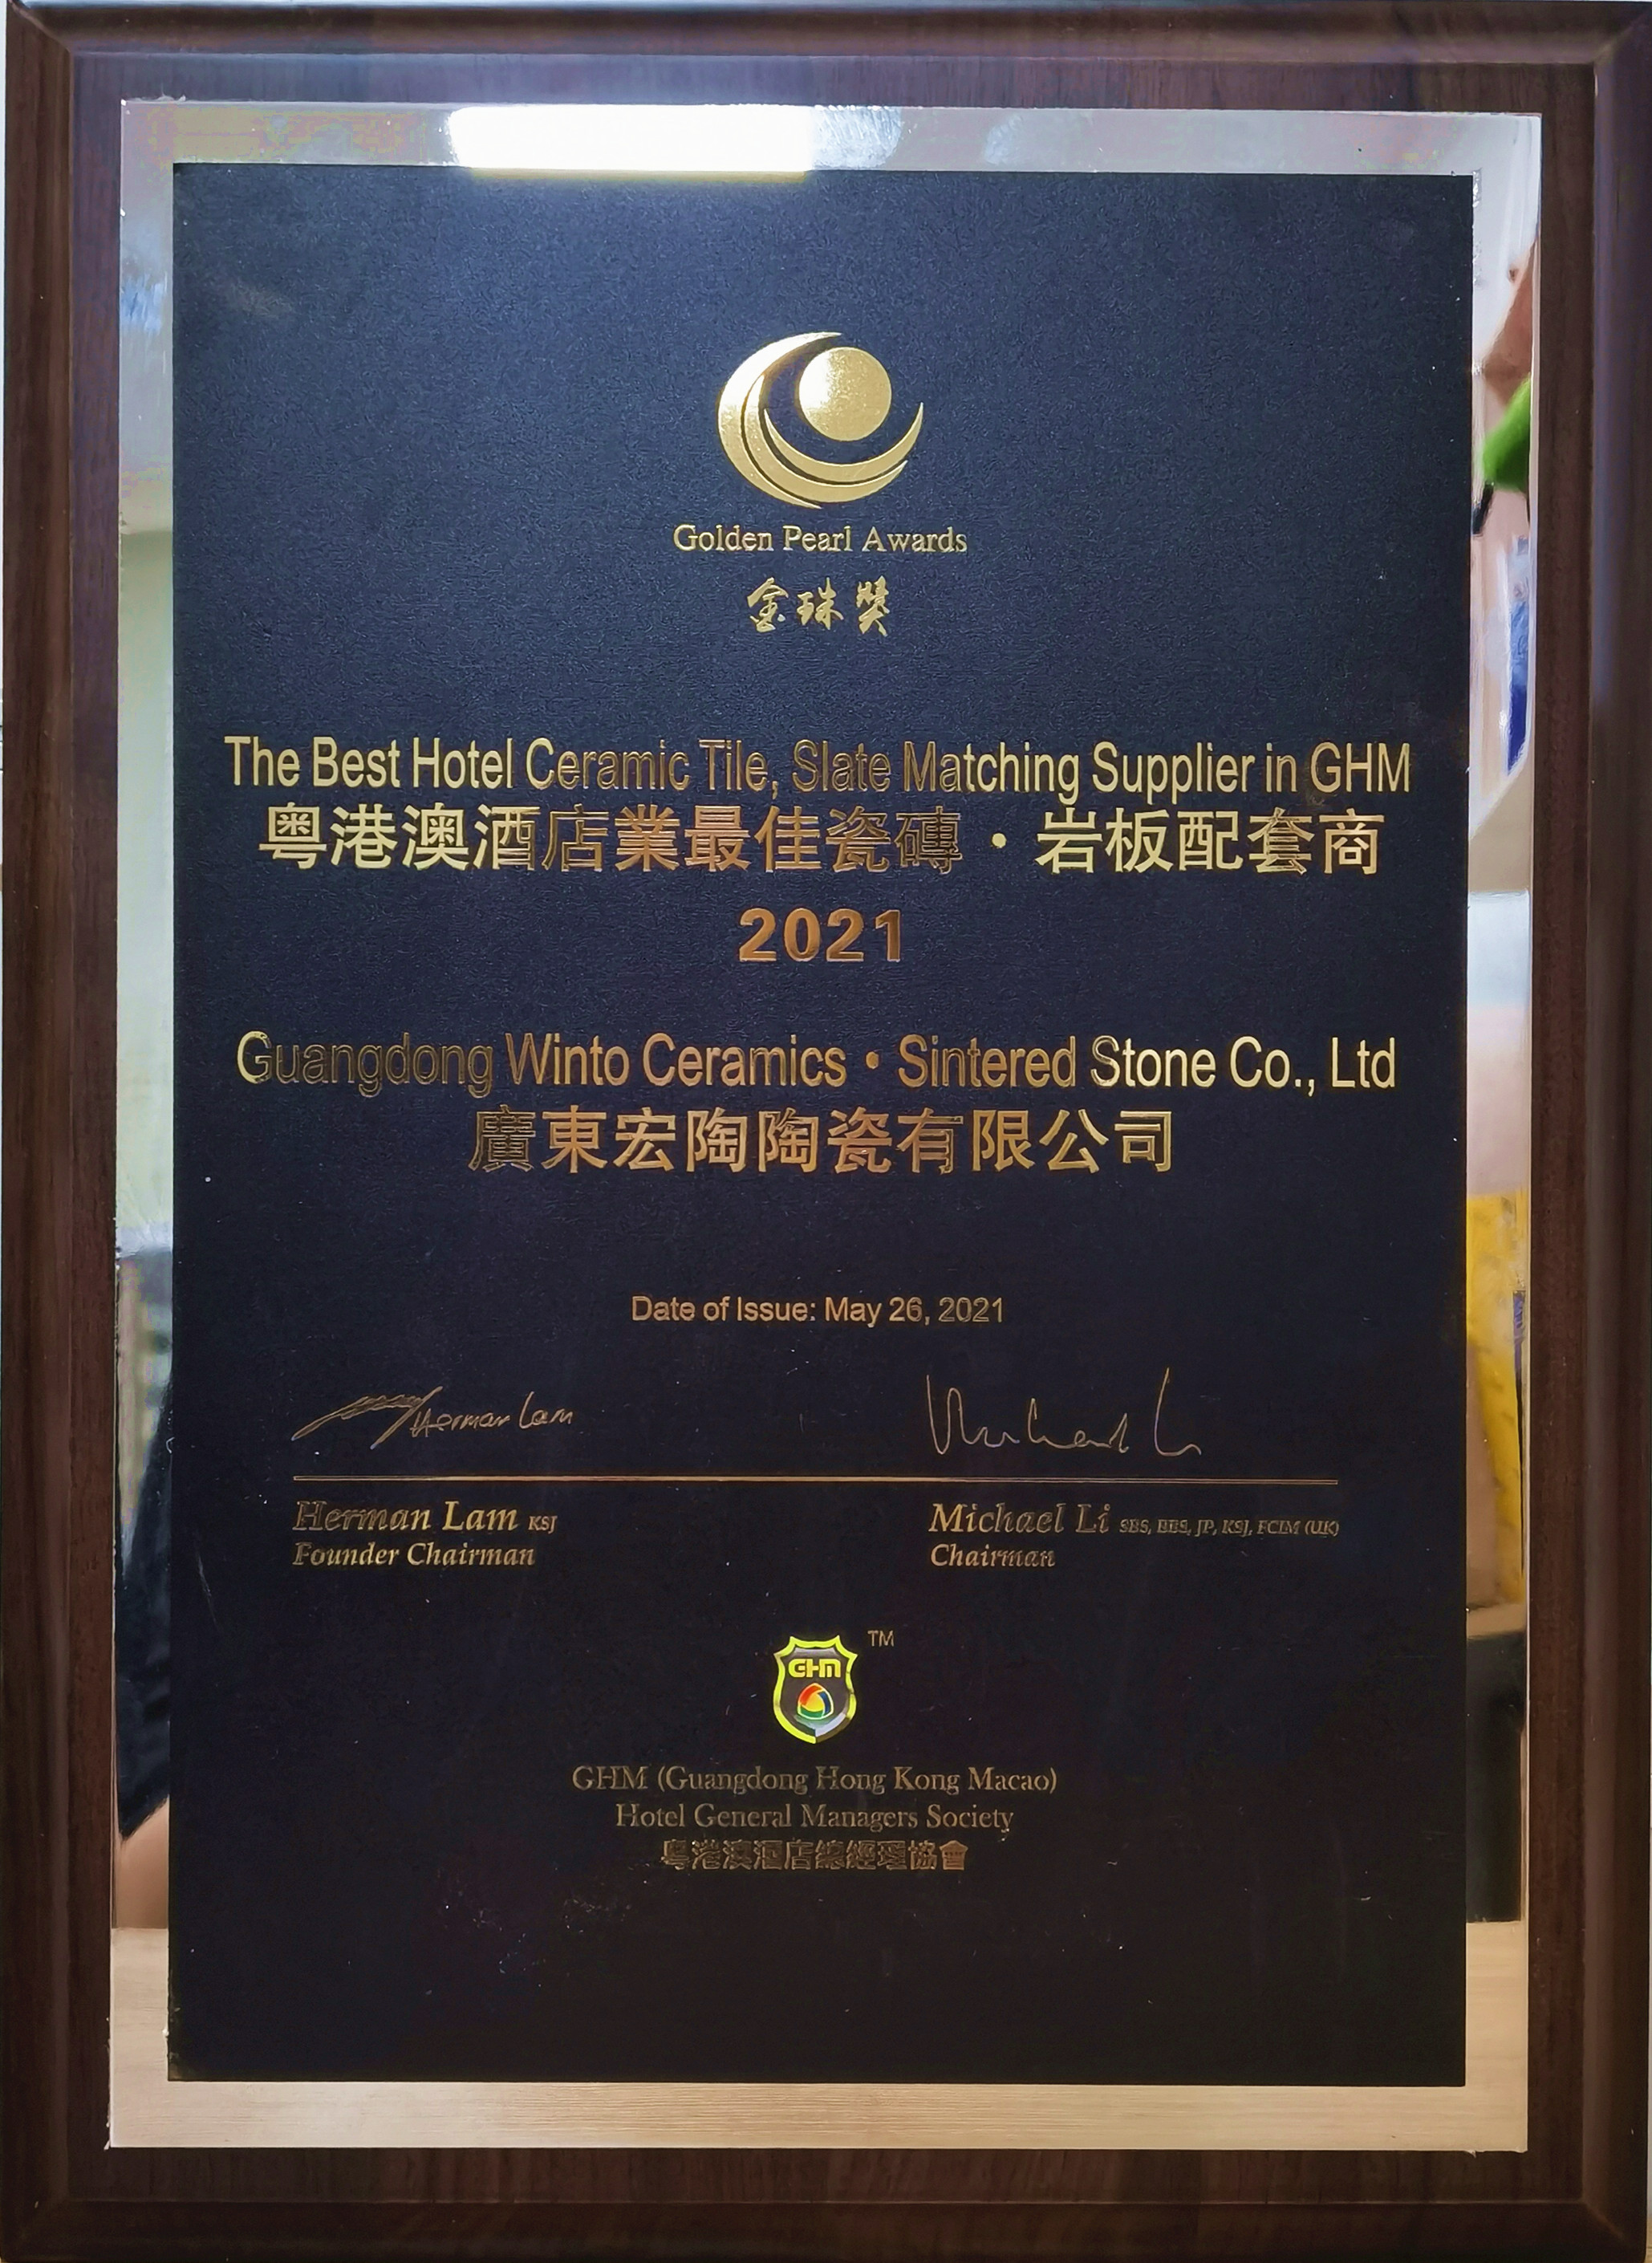 Golden Pearl Awards
金珠獎
The Best Hotel Ceramic Tile, Slate Matching Supplier in GHM
粤港澳酒店業最佳瓷磚·岩板配套商
2021
Guangdong Winto Ceramics · Sintered Stone Co., Ltd
廣東宏陶陶瓷有限公司
Date of Issue: May 26, 2021
Herman Lam
Michael Li
Herman Lam KSJ
Founder Chairman
Michael Li SBS, BBS, JP, KSJ, FCIM (UK)
Chairman
GHM
TM
GHM (Guangdong Hong Kong Macao)
Hotel General Managers Society
粤港澳酒店總經理協會